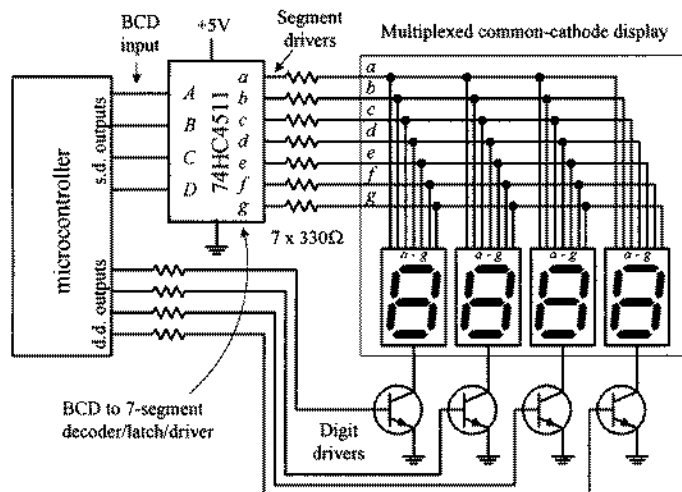 BCD
input
+5V
Segment
drivers
Multiplexed common-cathode display
microcontroller
s.d. outputs
d.d. outputs
A
B
C
D
74HC4511
a
b
c
d
e
f
g
a
b
c
d
e
f
g
7 x 330Ω
a - g
a - g
a - g
a - g
BCD to 7-segment
decoder/latch/driver
Digit
drivers